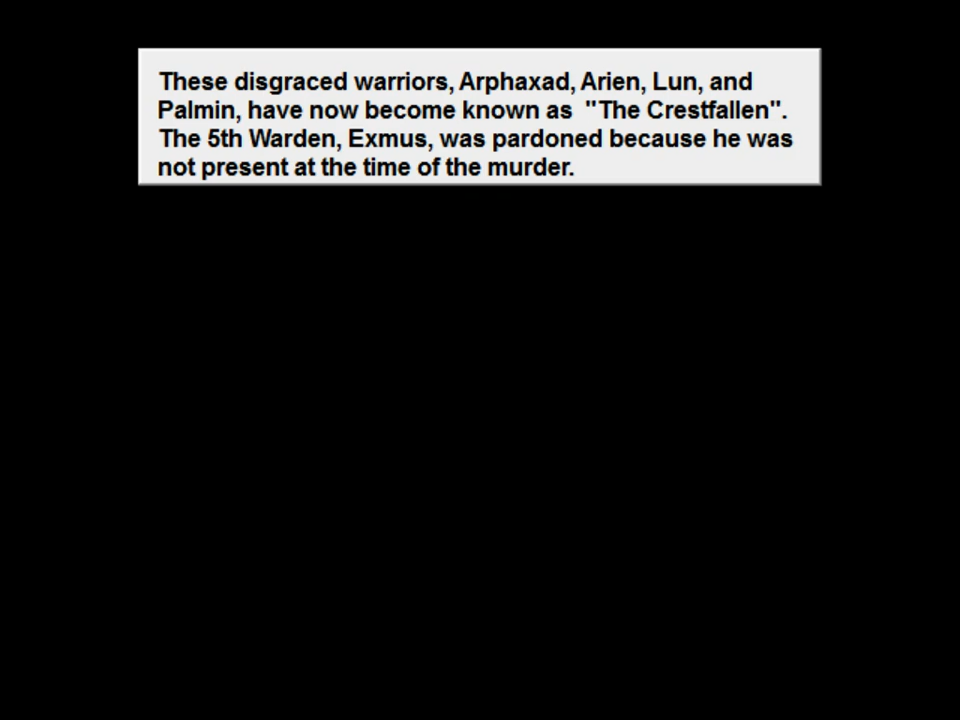 These disgraced warriors, Arphaxad, Arien, Lun, and
Palmin, have now become known as  "The Crestfallen".
The 5th Warden, Exmus, was pardoned because he was
not present at the time of the murder.